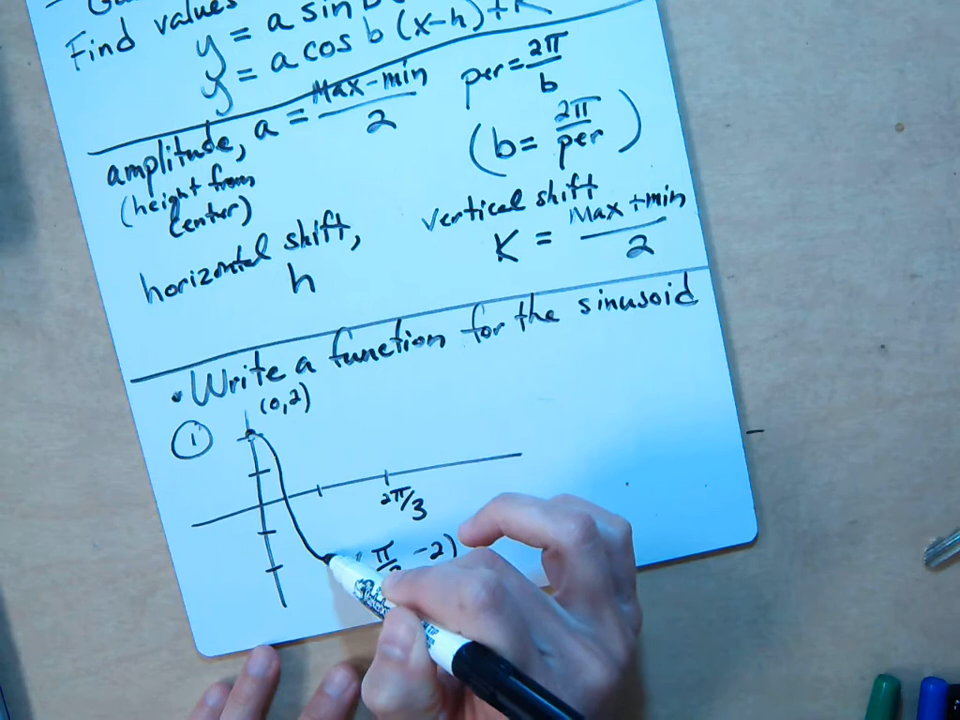 Find values
y = a sin b
y = a cos b (x-h)+K
amplitude, a = Max-min / 2
(height from center)
per = 2π / b
(b = 2π / per)
horizontal shift, h
vertical shift
K = Max+min / 2
• Write a function for the sinusoid
① (0,2)
2π/3
π -2)